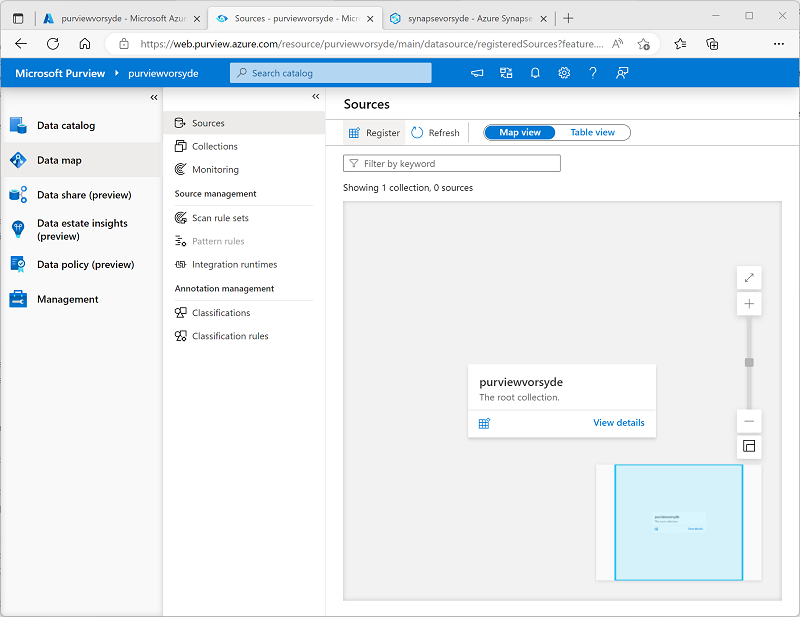 purviewvorsyde - Microsoft Azur
Sources - purviewvorsyde - Micro
synapsevorsyde - Azure Synapse
https://web.purview.azure.com/resource/purviewvorsyde/main/datasource/registeredSources?feature....
Microsoft Purview
purviewvorsyde
Search catalog
Data catalog
Data map
Data share (preview)
Data estate insights
(preview)
Data policy (preview)
Management
Sources
Collections
Monitoring
Source management
Scan rule sets
Pattern rules
Integration runtimes
Annotation management
Classifications
Classification rules
Sources
Register
Refresh
Map view
Table view
Filter by keyword
Showing 1 collection, 0 sources
purviewvorsyde
The root collection.
View details
purviewvorsyde
The root collection.
View details